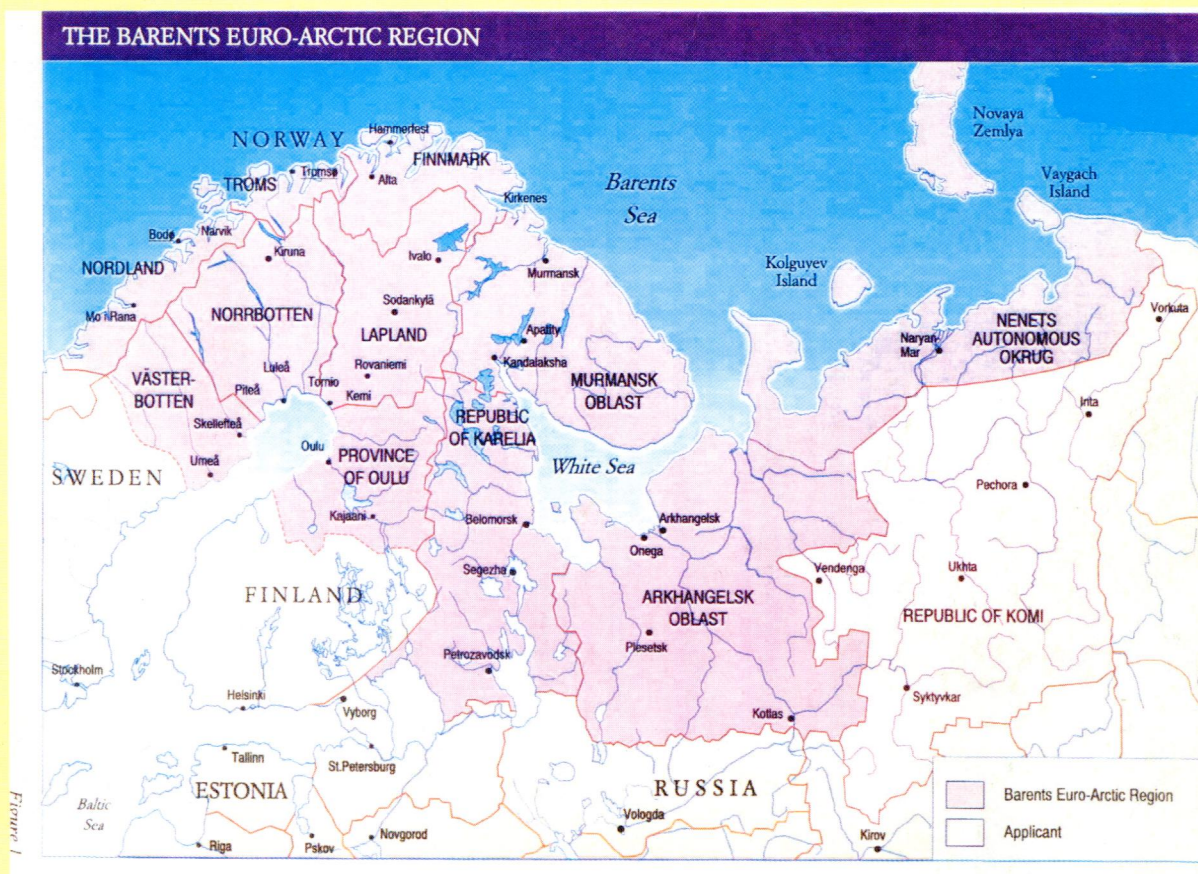 THE BARENTS EURO-ARCTIC REGION
Novaya
Zemlya
Vaygach
Island
NORWAY
Hammerfest
FINNMARK
TROMS
Tromsø
Alta
Kirkenes
Barents
Sea
Bodø
Narvik
Kiruna
Ivalo
Murmansk
Kolguyev
Island
NORDLAND
Mo i Rana
NORRBOTTEN
Sodankylä
LAPLAND
Apatity
Kandalaksha
Naryan-
Mar
NENETS
AUTONOMOUS
OKRUG
Vorkuta
VÄSTER-
BOTTEN
Luleå
Piteå
Tornio
Kemi
Rovaniemi
MURMANSK
OBLAST
Inta
Skellefteå
REPUBLIC
OF KARELIA
Umeå
Oulu
PROVINCE
OF OULU
White Sea
SWEDEN
Pechora
Kajaani
Belomorsk
Arkhangelsk
Onega
Segezha
Vendenga
Ukhta
FINLAND
ARKHANGELSK
OBLAST
REPUBLIC OF KOMI
Plesetsk
Stockholm
Petrozavodsk
Helsinki
Vyborg
Kotlas
Syktyvkar
Tallinn
St.Petersburg
ESTONIA
RUSSIA
Baltic
Sea
Vologda
Riga
Pskov
Novgorod
Kirov
Barents Euro-Arctic Region
Applicant
Figure 1